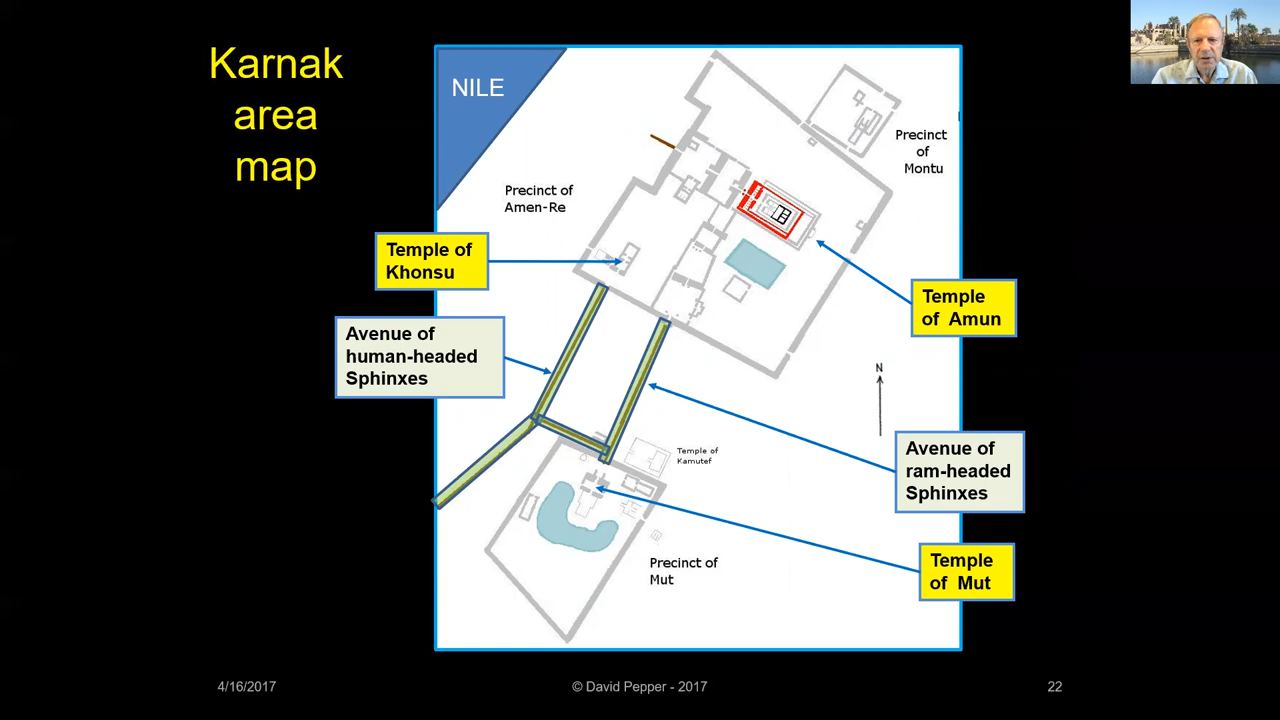 Karnak
area
map
NILE
Precinct
of
Montu
Precinct of
Amen-Re
Temple of
Khonsu
Temple
of Amun
Avenue of
human-headed
Sphinxes
N
Temple of
Kamutef
Avenue of
ram-headed
Sphinxes
Temple
of Mut
Precinct of
Mut
4/16/2017
© David Pepper - 2017
22